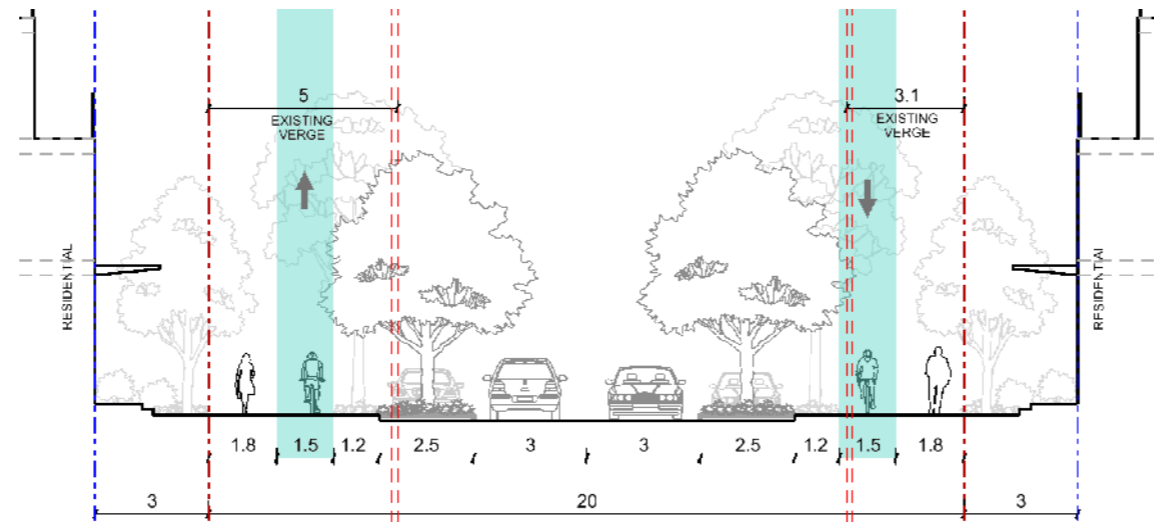 5
EXISTING
VERGE
3.1
EXISTING
VERGE
RESIDENTIAL
RESIDENTIAL
1.8
1.5
1.2
2.5
3
3
2.5
1.2
1.5
1.8
3
20
3